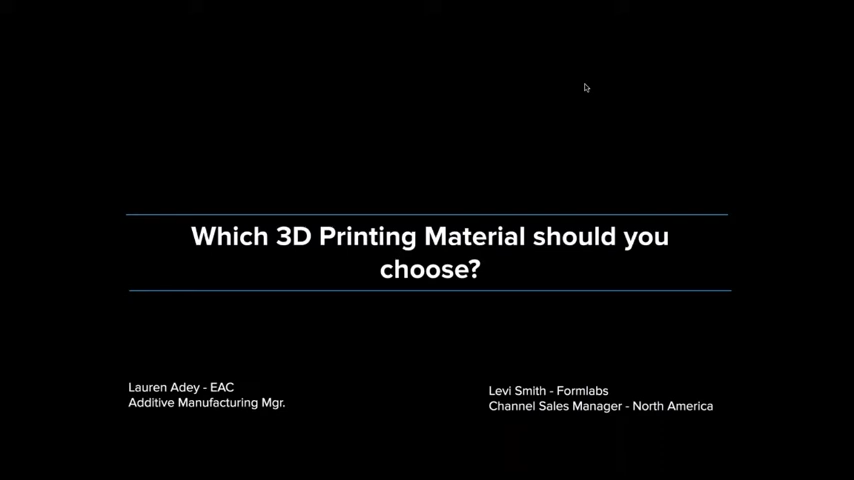 Which 3D Printing Material should you
choose?
Lauren Adey - EAC
Additive Manufacturing Mgr.
Levi Smith - Formlabs
Channel Sales Manager - North America